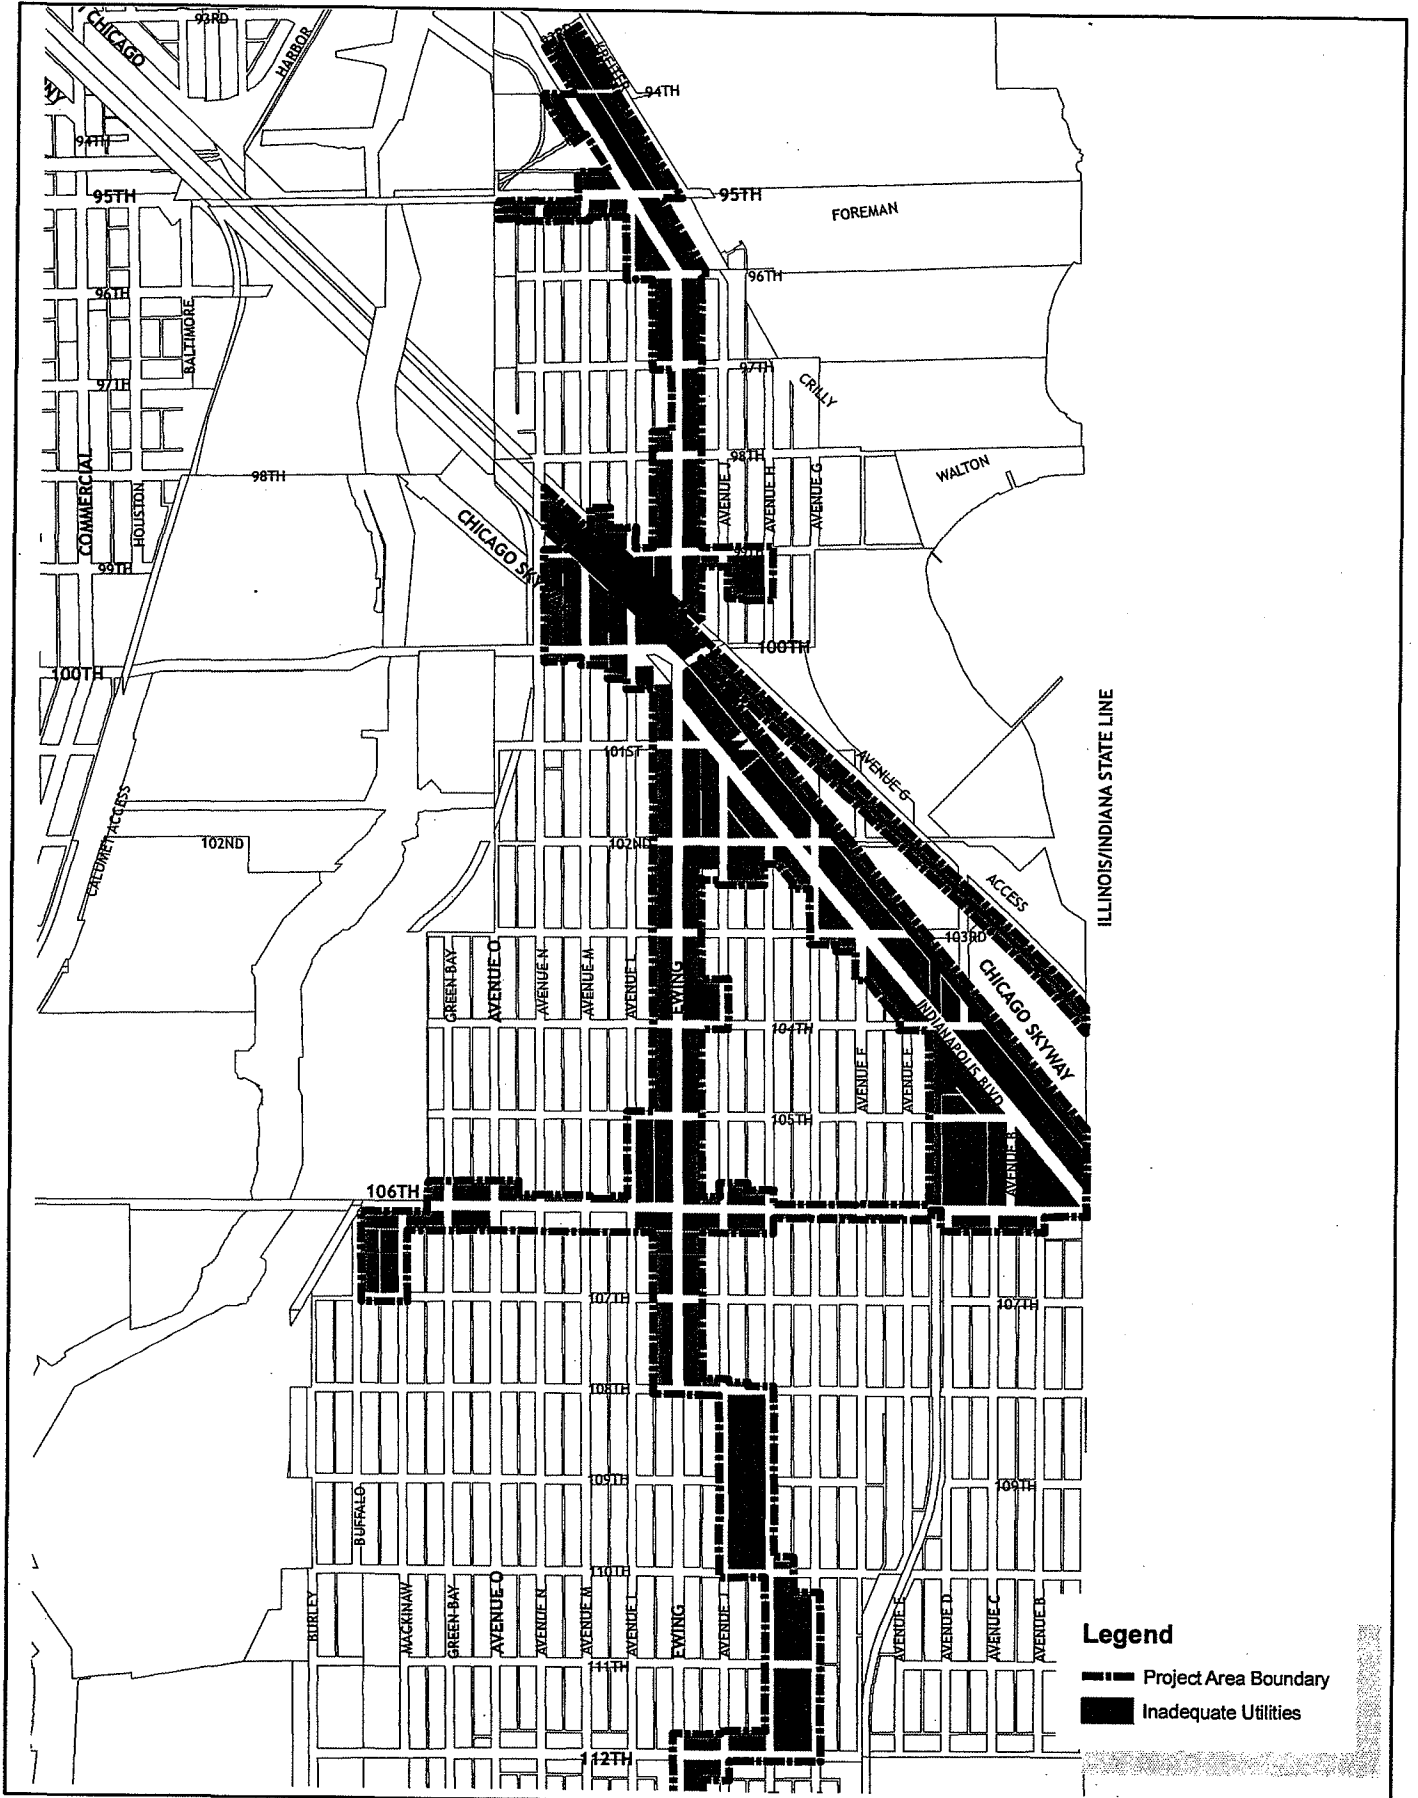 CHICAGO
93RD
HARBOR
KREITER
94TH
94TH
95TH
95TH
FOREMAN
96TH
96TH
BALTIMORE
97TH
97TH
CRILLY
COMMERCIAL
HOUSTON
98TH
98TH
WALTON
AVENUE H
AVENUE G
CHICAGO SKY
99TH
99TH
100TH
100TH
ILLINOIS/INDIANA STATE LINE
101ST
AVENUE G
CALUMET ACCESS
102ND
102ND
ACCESS
103RD
GREEN BAY
AVENUE O
AVENUE N
AVENUE M
AVENUE L
EWING
CHICAGO SKYWAY
INDIANAPOLIS BLVD
104TH
AVENUE F
AVENUE E
105TH
AVENUE B
106TH
107TH
107TH
108TH
109TH
109TH
BUFFALO
110TH
BURLEY
MACKINAW
GREEN BAY
AVENUE O
AVENUE N
AVENUE M
AVENUE L
EWING
AVENUE J
AVENUE E
AVENUE D
AVENUE C
AVENUE B
111TH
112TH
Legend
Project Area Boundary
Inadequate Utilities